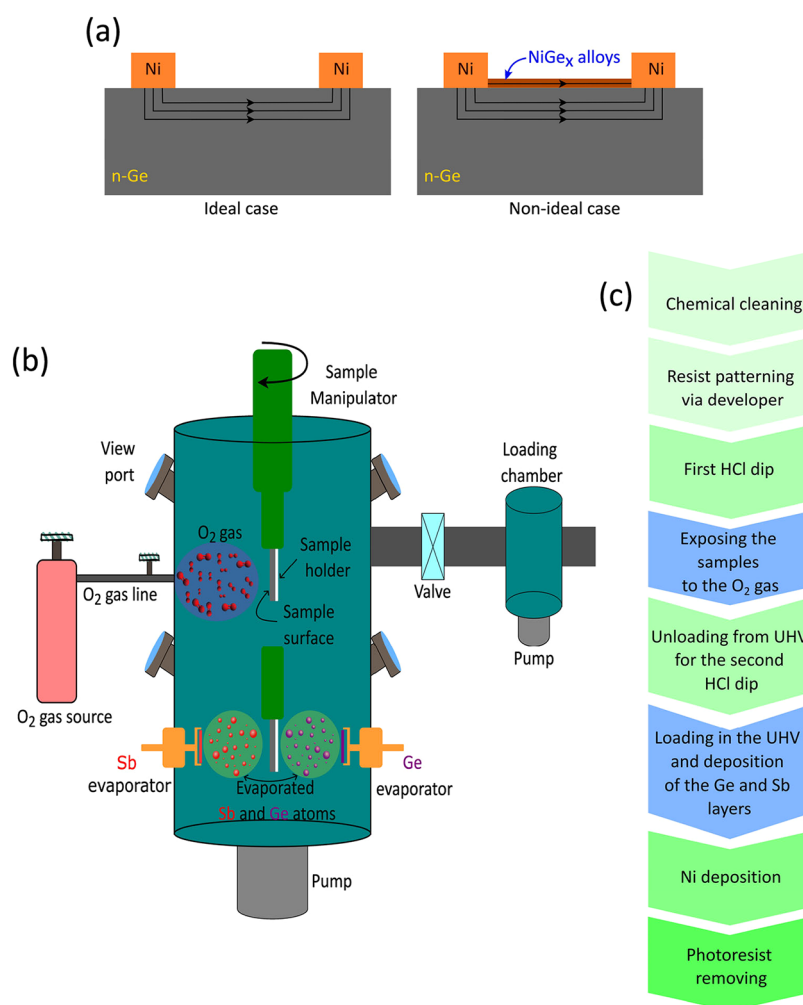 (a)
Ni
Ni
n-Ge
Ideal case
NiGex alloys
Ni
Ni
n-Ge
Non-ideal case
(b)
Sample
Manipulator
View
port
Loading
chamber
O2 gas
Sample
holder
O2 gas line
Sample
surface
Valve
Pump
O2 gas source
Sb
evaporator
Ge
evaporator
Evaporated
Sb and Ge atoms
Pump
(c)
Chemical cleaning
Resist patterning
via developer
First HCl dip
Exposing the
samples
to the O2 gas
Unloading from UHV
for the second
HCl dip
Loading in the UHV
and deposition
of the Ge and Sb
layers
Ni deposition
Photoresist
removing